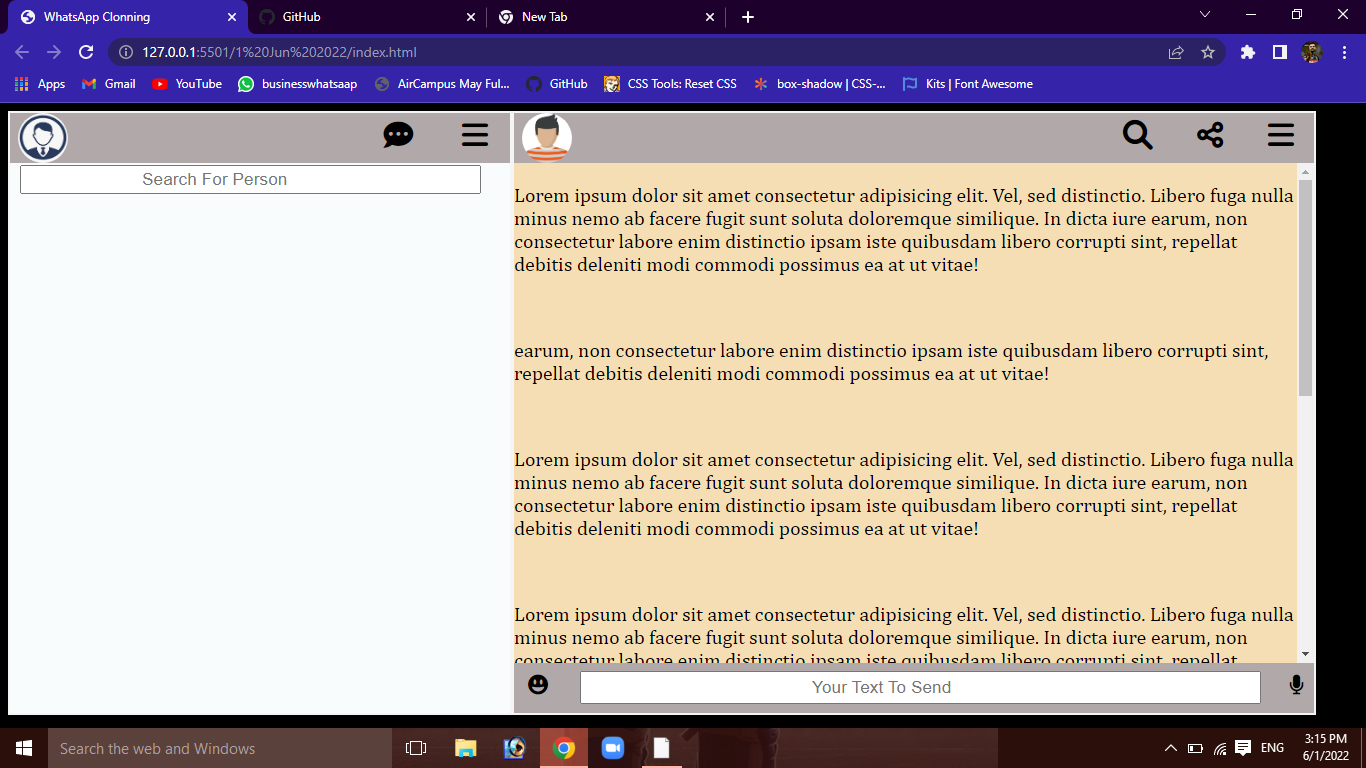 WhatsApp Clonning
GitHub
New Tab
127.0.0.1:5501/1%20Jun%202022/index.html
Apps
Gmail
YouTube
businesswhatsaap
AirCampus May Ful...
GitHub
CSS Tools: Reset CSS
box-shadow | CSS-...
Kits | Font Awesome
Search For Person
Lorem ipsum dolor sit amet consectetur adipisicing elit. Vel, sed distinctio. Libero fuga nulla
minus nemo ab facere fugit sunt soluta doloremque similique. In dicta iure earum, non
consectetur labore enim distinctio ipsam iste quibusdam libero corrupti sint, repellat
debitis deleniti modi commodi possimus ea at ut vitae!
earum, non consectetur labore enim distinctio ipsam iste quibusdam libero corrupti sint,
repellat debitis deleniti modi commodi possimus ea at ut vitae!
Lorem ipsum dolor sit amet consectetur adipisicing elit. Vel, sed distinctio. Libero fuga nulla
minus nemo ab facere fugit sunt soluta doloremque similique. In dicta iure earum, non
consectetur labore enim distinctio ipsam iste quibusdam libero corrupti sint, repellat
debitis deleniti modi commodi possimus ea at ut vitae!
Lorem ipsum dolor sit amet consectetur adipisicing elit. Vel, sed distinctio. Libero fuga nulla
minus nemo ab facere fugit sunt soluta doloremque similique. In dicta iure earum, non
consectetur labore enim distinctio ipsam iste quibusdam libero corrupti sint, repellat
Your Text To Send
Search the web and Windows
ENG
3:15 PM
6/1/2022